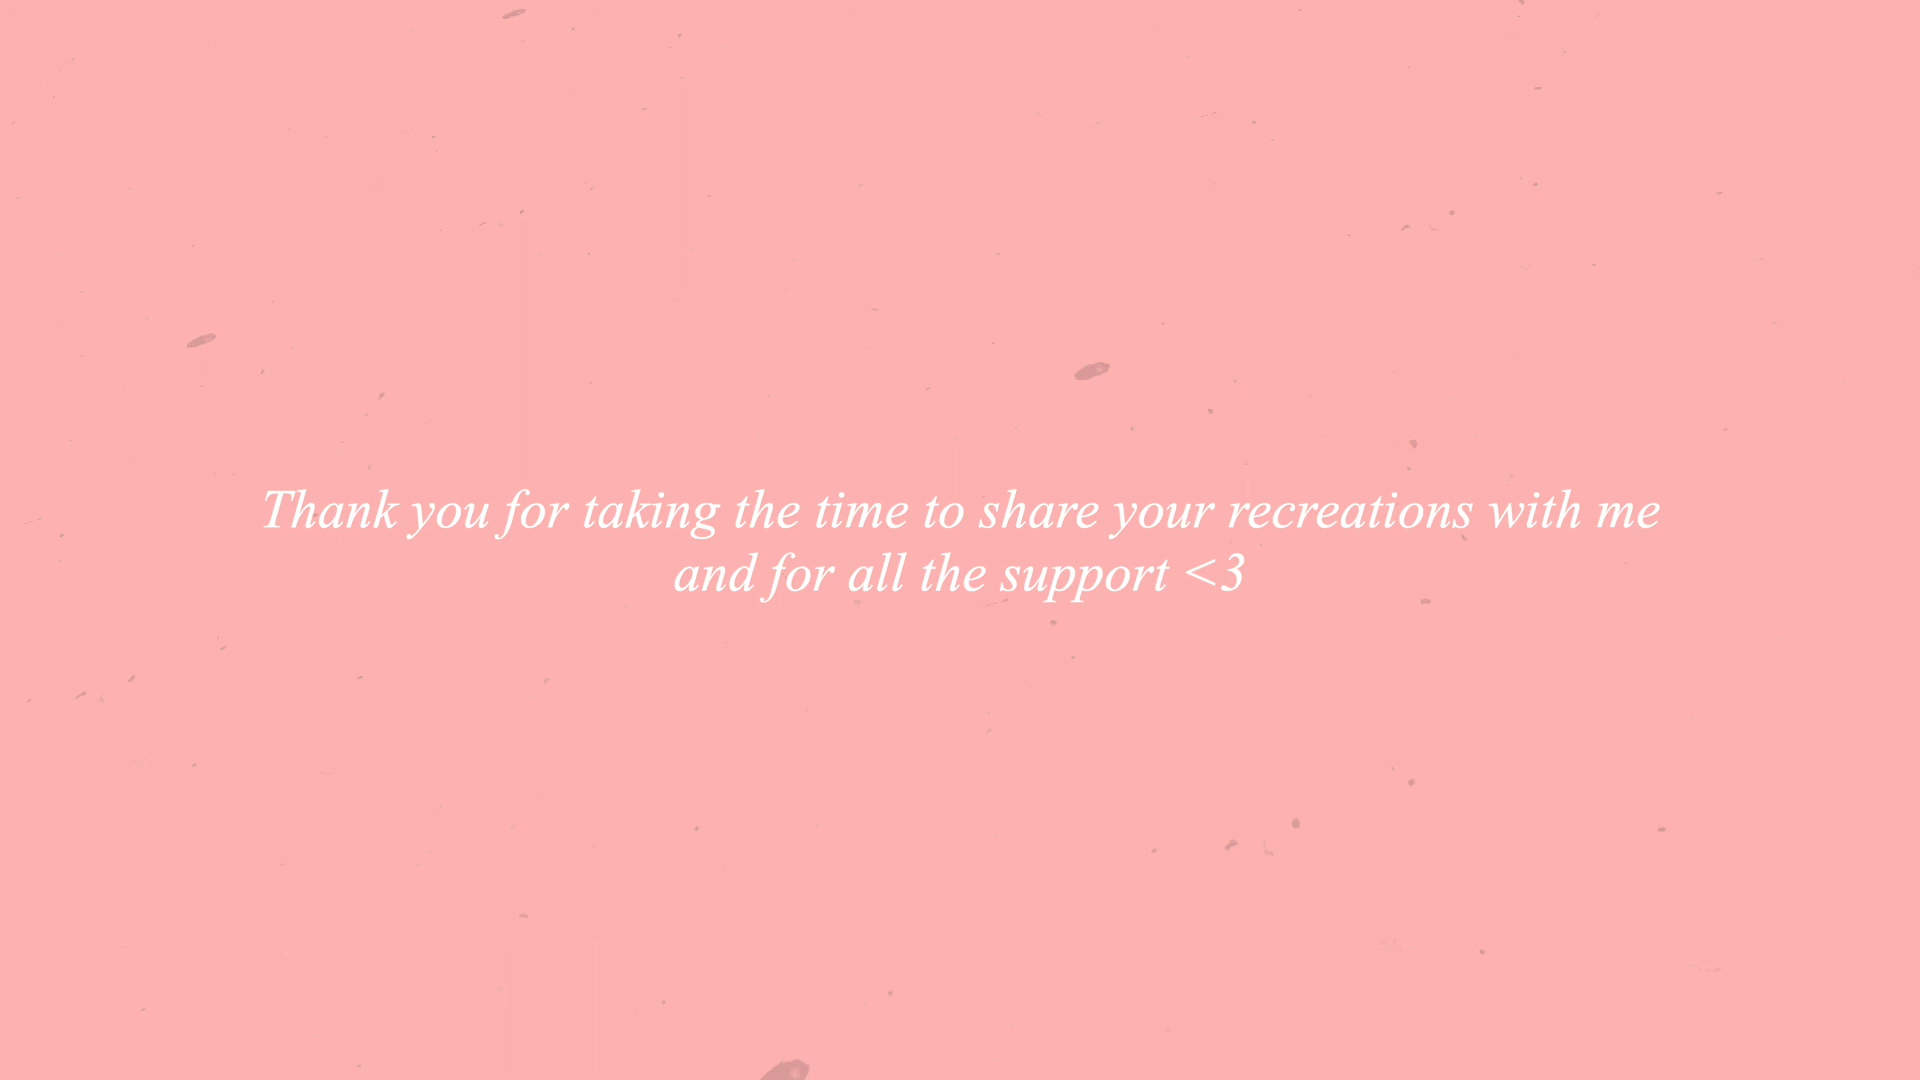 Thank you for taking the time to share your recreations with me
and for all the support <3